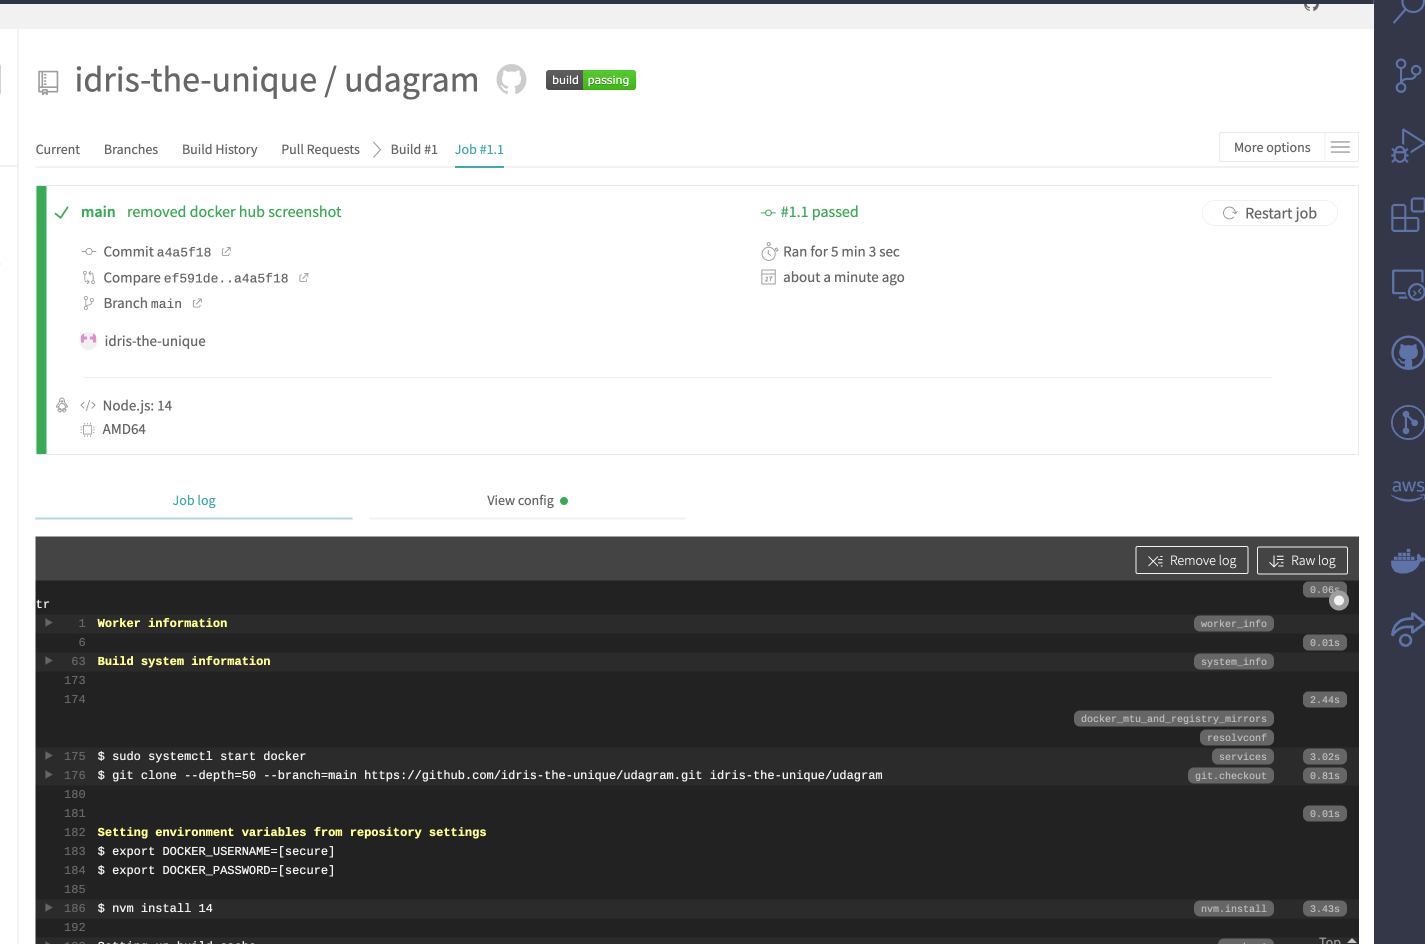 idris-the-unique / udagram build passing
Current Branches Build History Pull Requests Build #1 Job #1.1 More options
main removed docker hub screenshot #1.1 passed Restart job
Commit a4a5f18 Ran for 5 min 3 sec
Compare ef591de..a4a5f18 about a minute ago
Branch main
idris-the-unique
</> Node.js: 14
AMD64
Job log View config
Remove log Raw log
0.06s
tr
1 Worker information worker_info
6 0.01s
63 Build system information system_info
173
174 2.44s
docker_mtu_and_registry_mirrors
resolvconf
175 $ sudo systemctl start docker services 3.02s
176 $ git clone --depth=50 --branch=main https://github.com/idris-the-unique/udagram.git idris-the-unique/udagram git.checkout 0.81s
180
181 0.01s
182 Setting environment variables from repository settings
183 $ export DOCKER_USERNAME=[secure]
184 $ export DOCKER_PASSWORD=[secure]
185
186 $ nvm install 14 nvm.install 3.43s
192
Setting up build cache
Top
aws